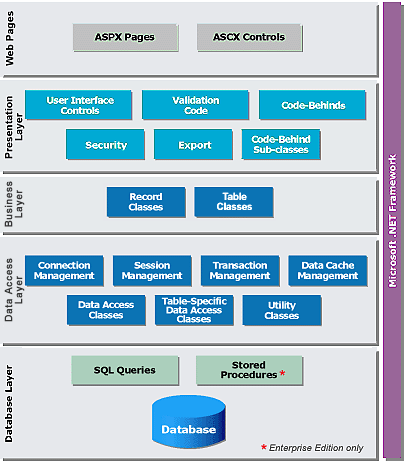 Web Pages
ASPX Pages
ASCX Controls
Presentation
Layer
User Interface
Controls
Validation
Code
Code-Behinds
Security
Export
Code-Behind
Sub-classes
Business
Layer
Record
Classes
Table
Classes
Data Access
Layer
Connection
Management
Session
Management
Transaction
Management
Data Cache
Management
Data Access
Classes
Table-Specific
Data Access
Classes
Utility
Classes
Database Layer
SQL Queries
Stored
Procedures *
Database
* Enterprise Edition only
Microsoft .NET Framework